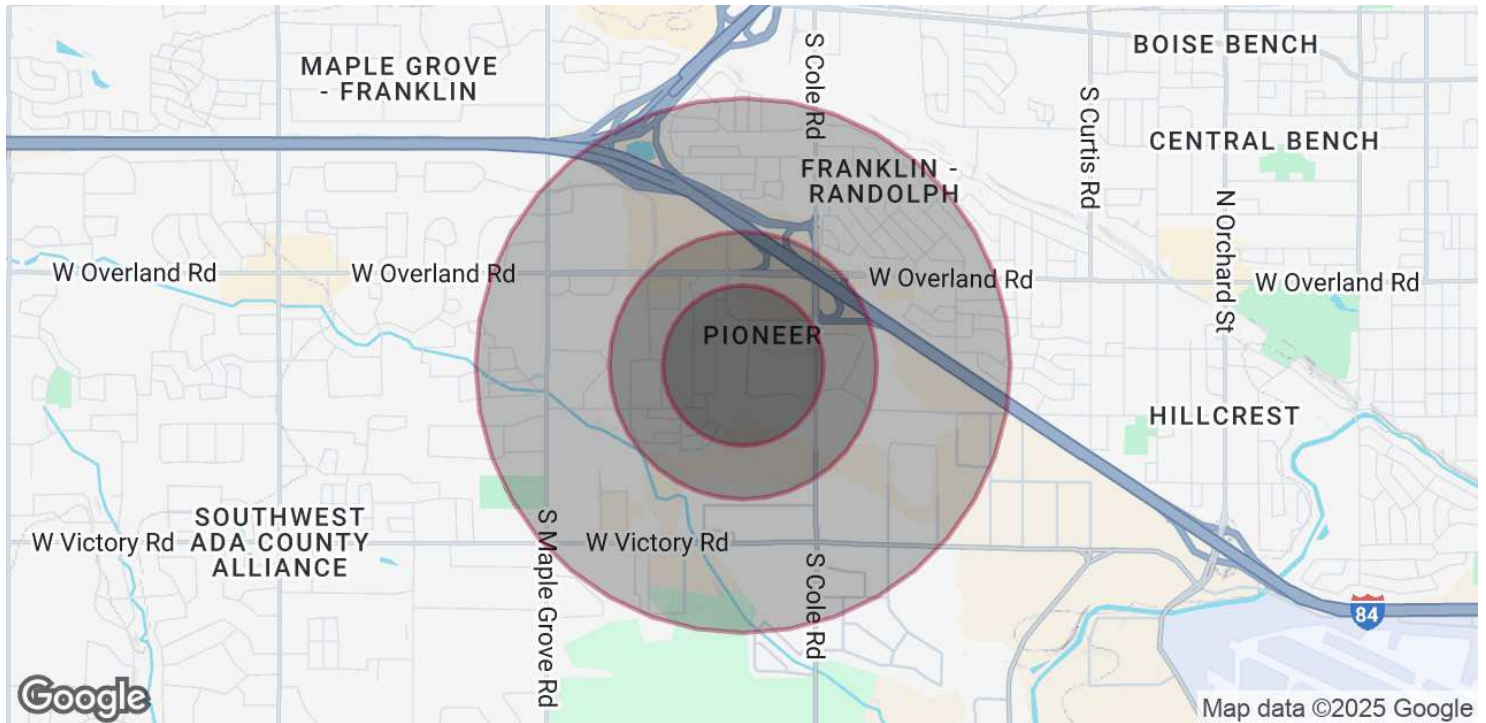 BOISE BENCH
S Cole Rd
MAPLE GROVE
- FRANKLIN
S Curtis Rd
CENTRAL BENCH
FRANKLIN -
RANDOLPH
N Orchard St
W Overland Rd
W Overland Rd
W Overland Rd
W Overland Rd
PIONEER
HILLCREST
SOUTHWEST
ADA COUNTY
ALLIANCE
W Victory Rd
S Maple Grove Rd
W Victory Rd
S Cole Rd
84
Google
Map data ©2025 Google